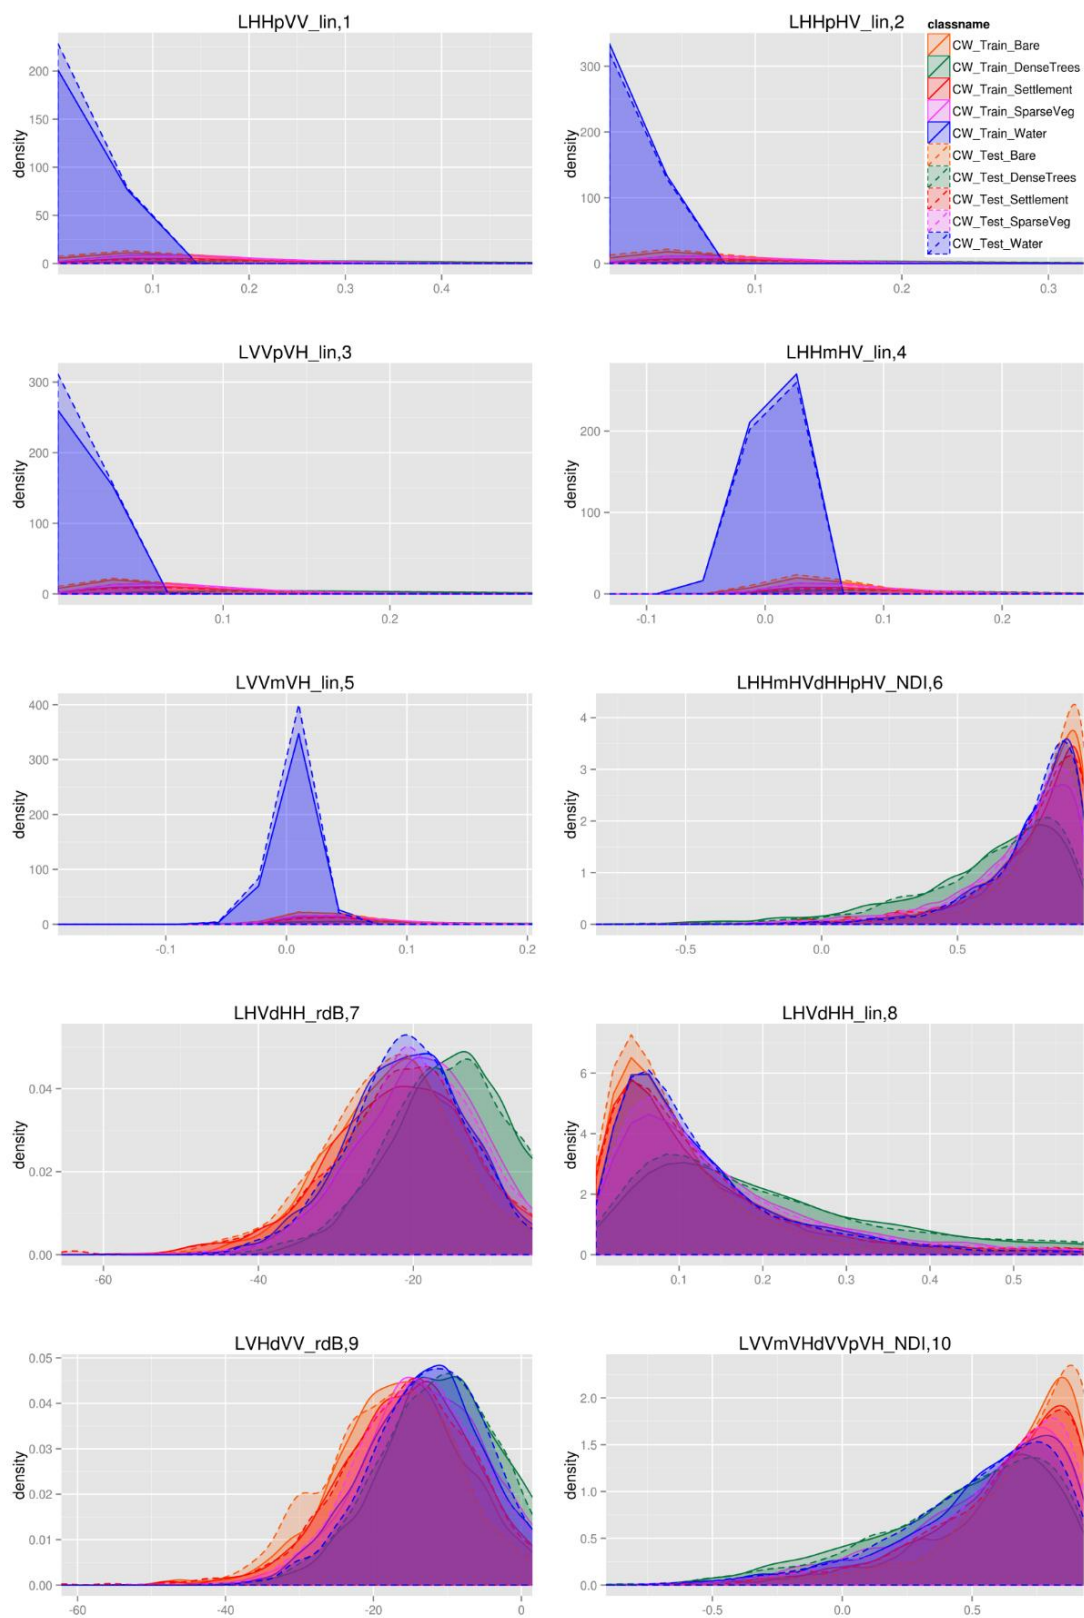 LHHpVV_lin,1
density
200
150
100
50
0
0.1 0.2 0.3 0.4
LHHpHV_lin,2
density
300
200
100
0
0.1 0.2 0.3
classname
CW_Train_Bare
CW_Train_DenseTrees
CW_Train_Settlement
CW_Train_SparseVeg
CW_Train_Water
CW_Test_Bare
CW_Test_DenseTrees
CW_Test_Settlement
CW_Test_SparseVeg
CW_Test_Water
LVVpVH_lin,3
density
300
200
100
0
0.1 0.2
LHHmHV_lin,4
density
200
100
0
-0.1 0.0 0.1 0.2
LVVmVH_lin,5
density
400
300
200
100
0
-0.1 0.0 0.1 0.2
LHHmHVdHHpHV_NDI,6
density
4
3
2
1
0
-0.5 0.0 0.5
LHVdHH_rdB,7
density
0.04
0.02
0.00
-60 -40 -20
LHVdHH_lin,8
density
6
4
2
0
0.1 0.2 0.3 0.4 0.5
LVHdVV_rdB,9
density
0.05
0.04
0.03
0.02
0.01
0.00
-60 -40 -20 0
LVVmVHdVVpVH_NDI,10
density
2.0
1.5
1.0
0.5
0.0
-0.5 0.0 0.5